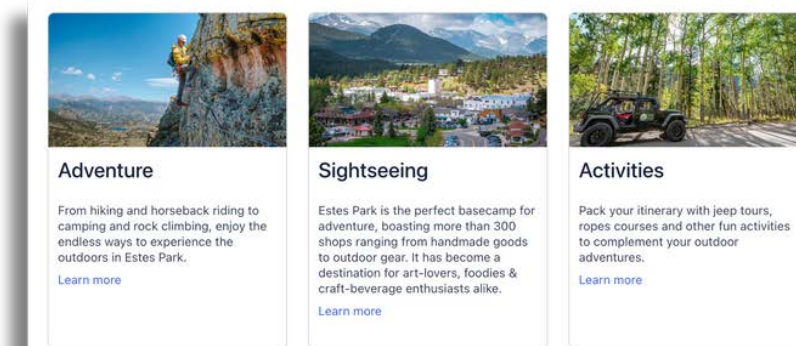 Adventure
From hiking and horseback riding to
camping and rock climbing, enjoy the
endless ways to experience the
outdoors in Estes Park.
Learn more
Sightseeing
Estes Park is the perfect basecamp for
adventure, boasting more than 300
shops ranging from handmade goods
to outdoor gear. It has become a
destination for art-lovers, foodies &
craft-beverage enthusiasts alike.
Learn more
Activities
Pack your itinerary with jeep tours,
ropes courses and other fun activities
to complement your outdoor
adventures.
Learn more